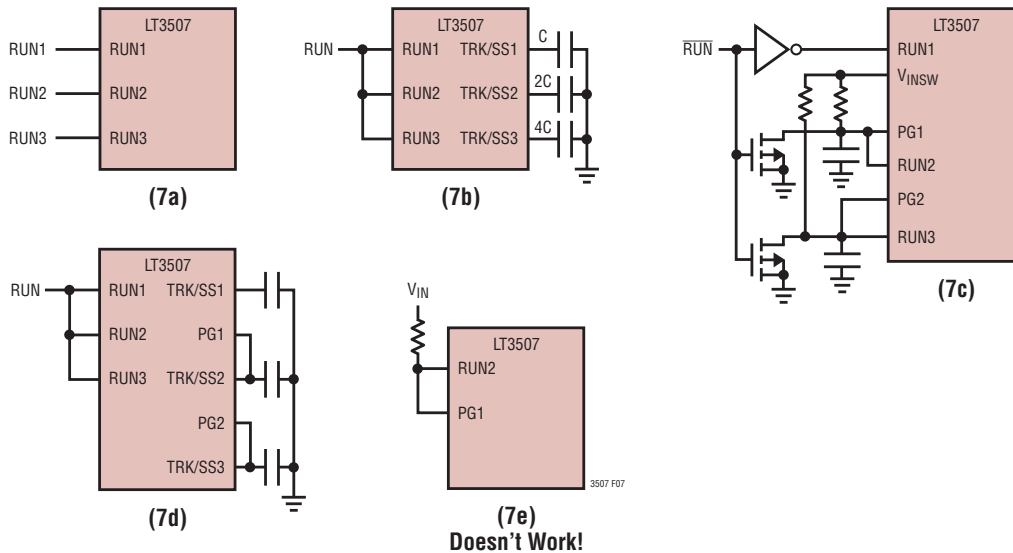 LT3507
RUN1 RUN1
RUN2 RUN2
RUN3 RUN3
(7a)
LT3507
RUN RUN1 TRK/SS1 C
RUN2 TRK/SS2 2C
RUN3 TRK/SS3 4C
(7b)
LT3507
RUN RUN1
VINSW
PG1
RUN2
PG2
RUN3
(7c)
LT3507
RUN RUN1 TRK/SS1
RUN2 PG1
RUN3 TRK/SS2
PG2
TRK/SS3
(7d)
VIN
LT3507
RUN2
PG1
3507 F07
(7e)
Doesn't Work!